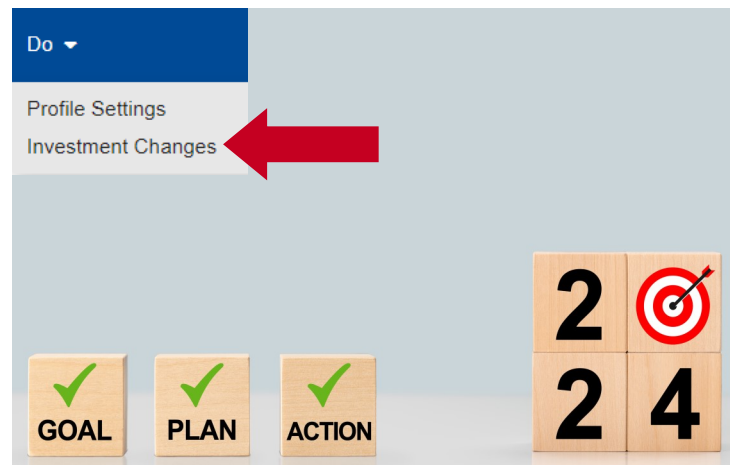 Do
Profile Settings
Investment Changes
2
2 4
GOAL PLAN ACTION